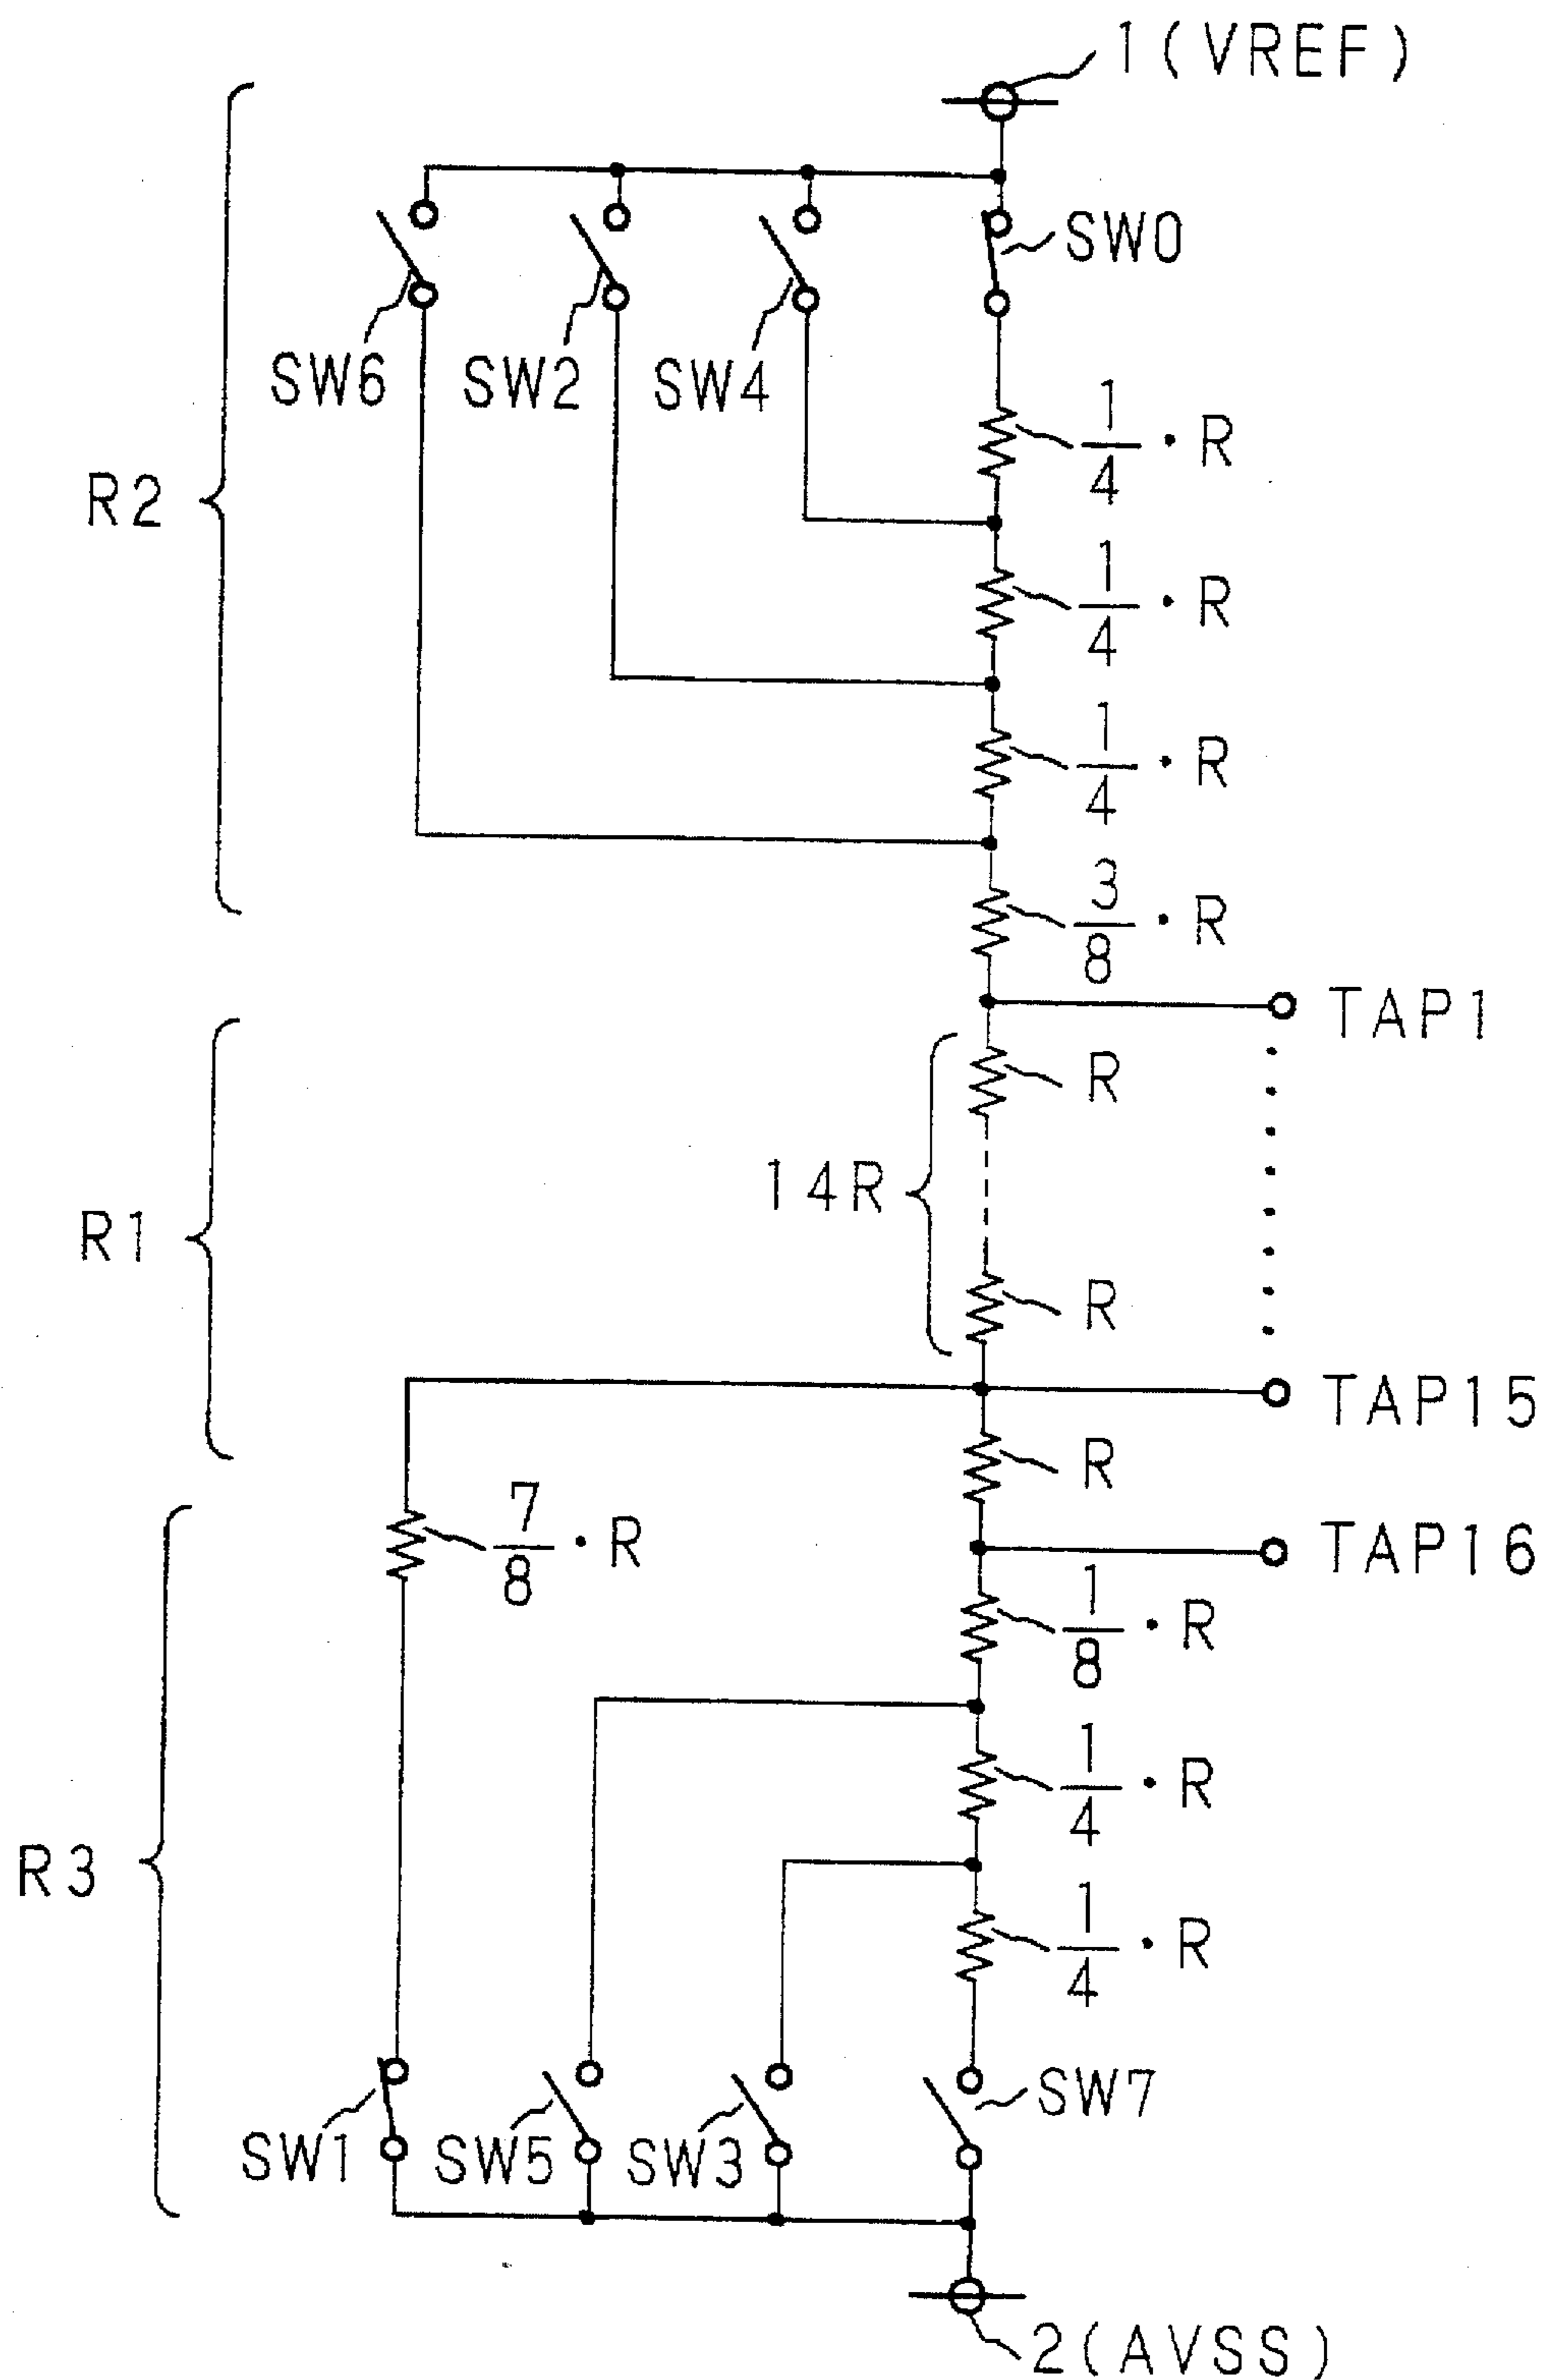 1(VREF)
SW0
SW6
SW2
SW4
1/4・R
R2
1/4・R
1/4・R
3/8・R
TAP1
R
14R
R1
R
TAP15
R
7/8・R
TAP16
1/8・R
1/4・R
R3
1/4・R
SW7
SW1
SW5
SW3
2(AVSS)